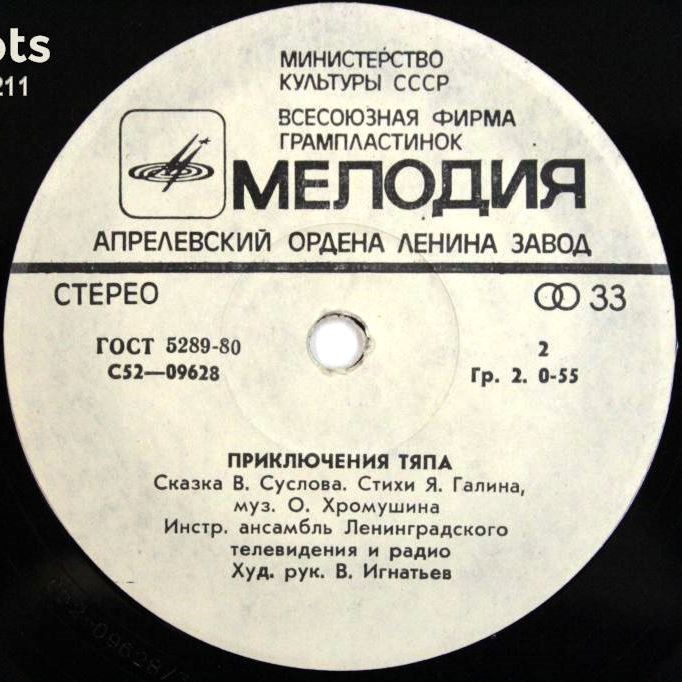 ots
211
МИНИСТЕРСТВО
КУЛЬТУРЫ СССР
ВСЕСОЮЗНАЯ ФИРМА
ГРАМПЛАСТИНОК
МЕЛОДИЯ
АПРЕЛЕВСКИЙ ОРДЕНА ЛЕНИНА ЗАВОД
СТЕРЕО 33
ГОСТ 5289-80 2
С52—09628 Гр. 2. 0-55
ПРИКЛЮЧЕНИЯ ТЯПА
Сказка В. Суслова. Стихи Я. Галина,
муз. О. Хромушина
Инстр. ансамбль Ленинградского
телевидения и радио
Худ. рук. В. Игнатьев